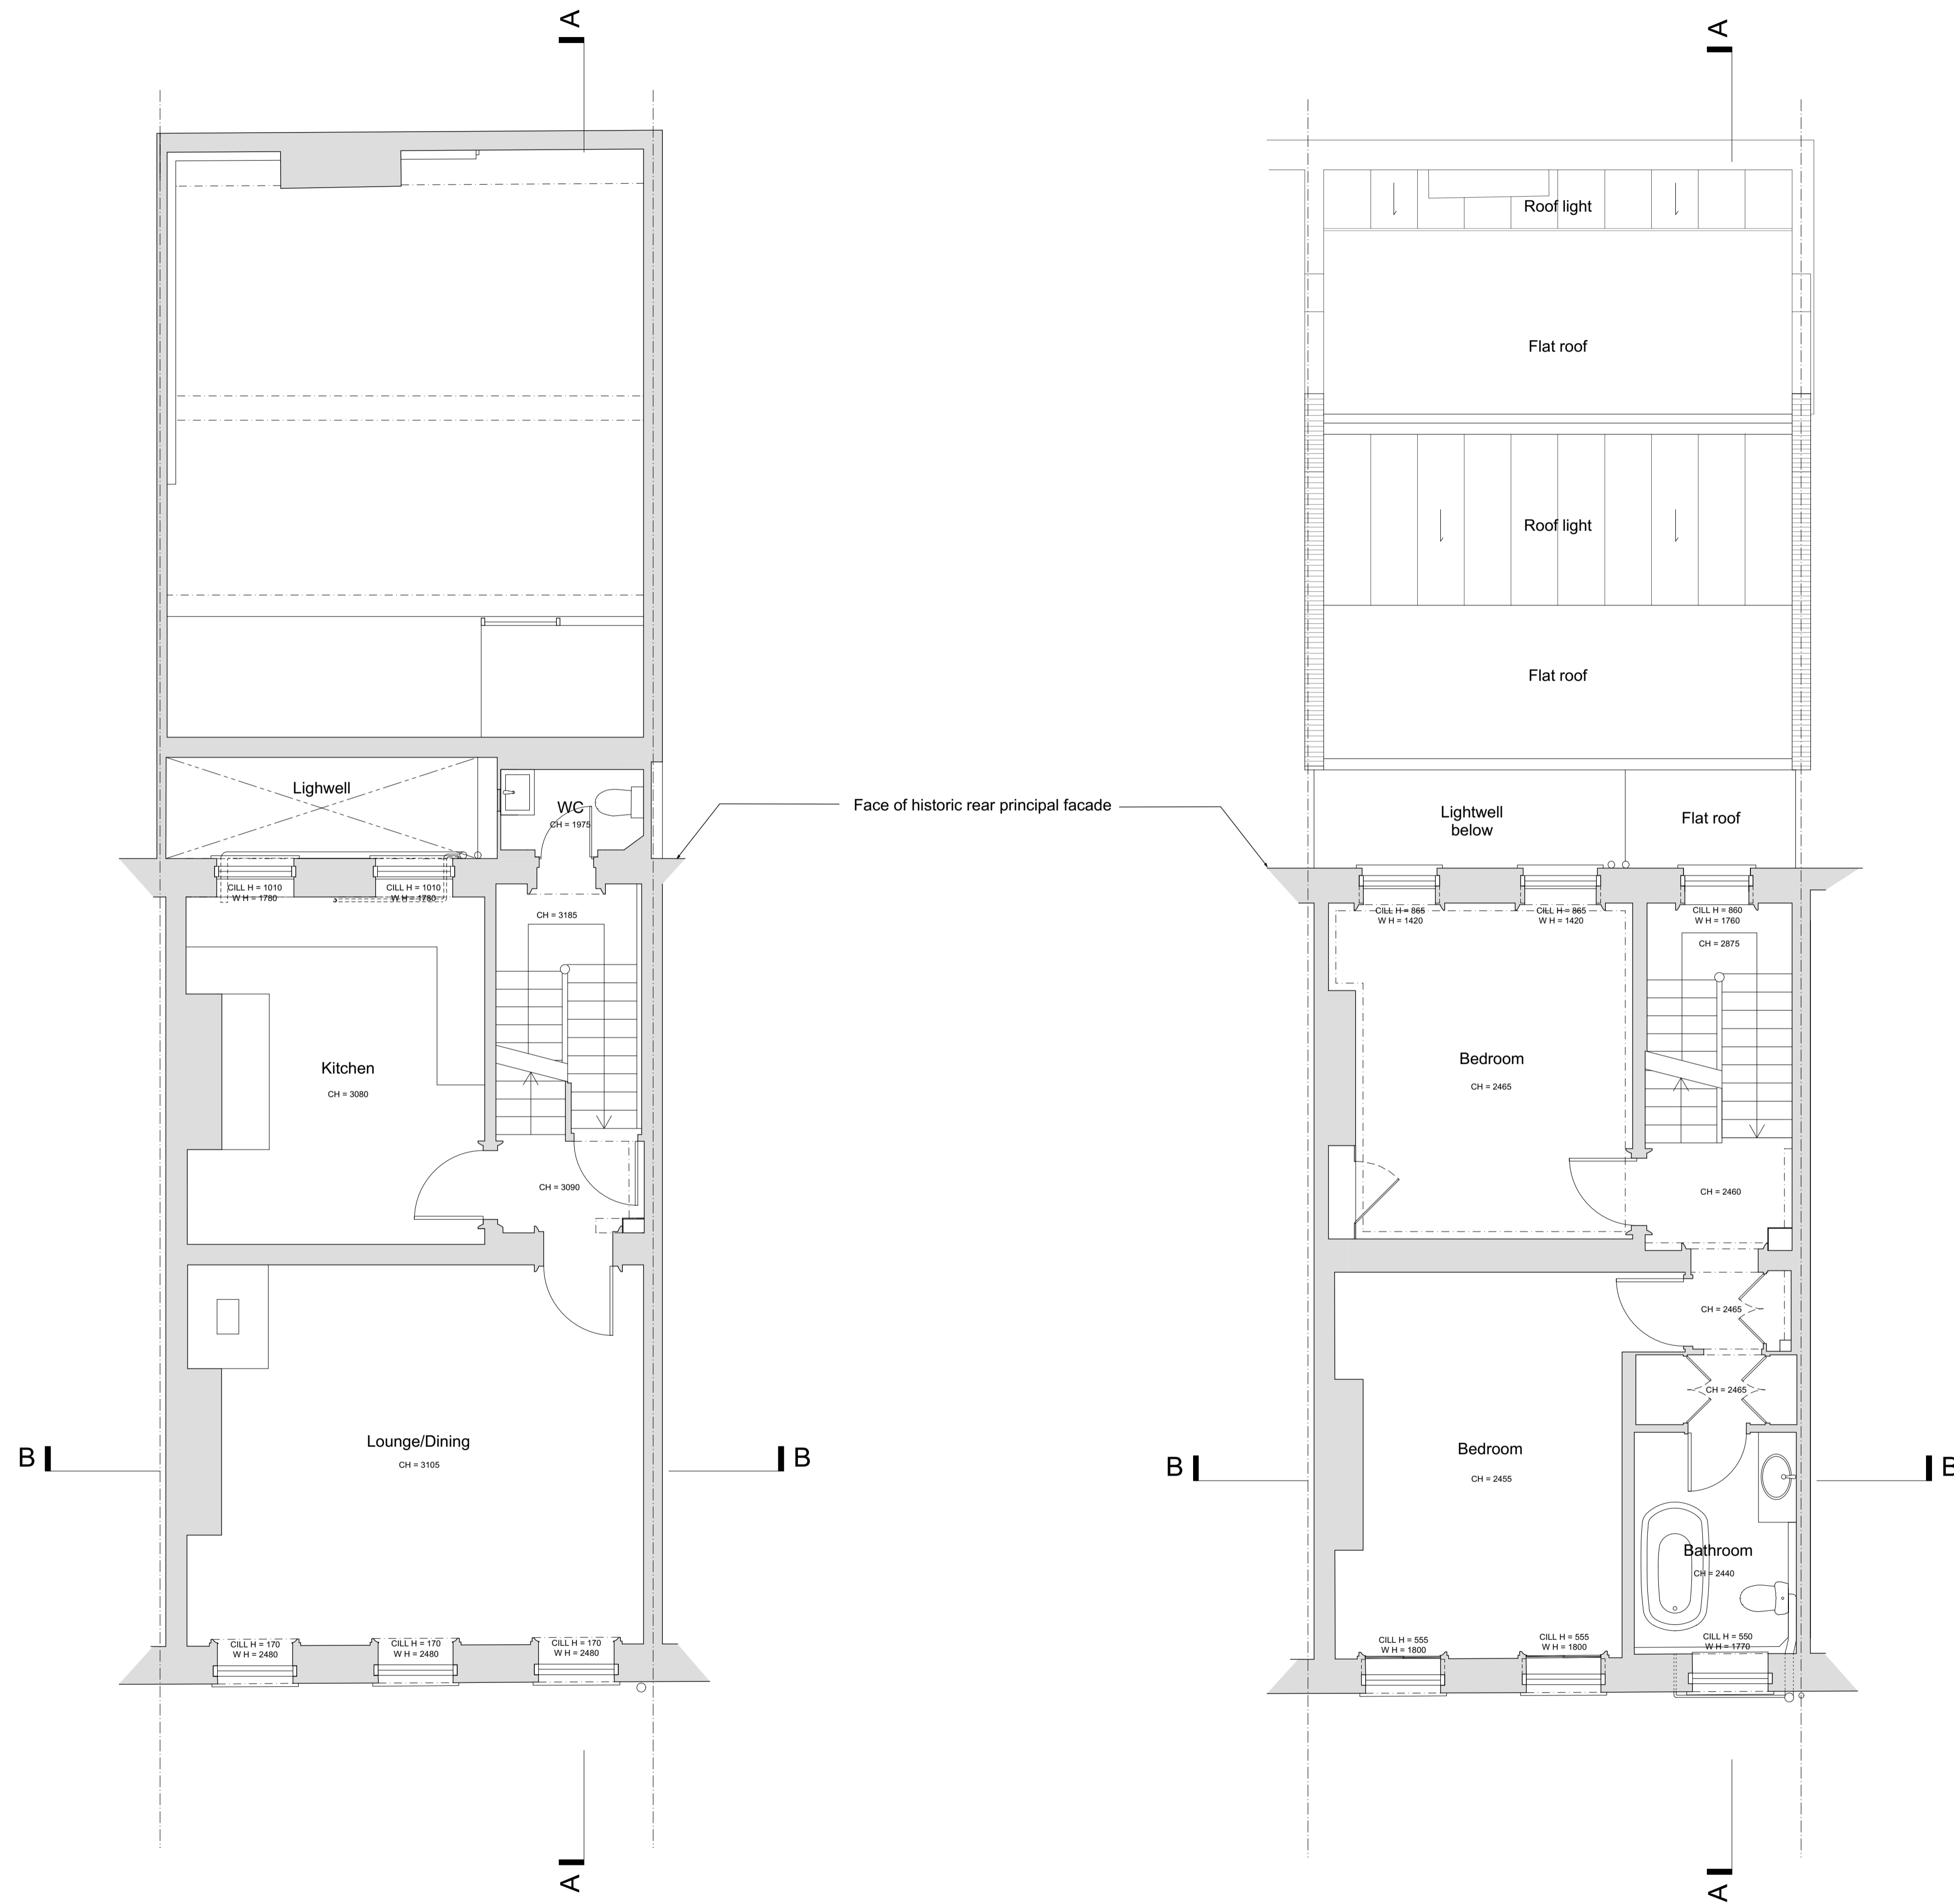 A
Lighwell
WC
CH = 1975
CILL H = 1010
W H = 1780
CILL H = 1010
W H = 1780
CH = 3185
Kitchen
CH = 3080
CH = 3090
Lounge/Dining
CH = 3105
B
B
CILL H = 170
W H = 2480
CILL H = 170
W H = 2480
CILL H = 170
W H = 2480
A
Face of historic rear principal facade
A
Roof light
Flat roof
Roof light
Flat roof
Lightwell
below
Flat roof
CILL H = 865
W H = 1420
CILL H = 865
W H = 1420
CILL H = 860
W H = 1760
CH = 2875
Bedroom
CH = 2465
CH = 2460
CH = 2465
CH = 2465
Bedroom
CH = 2455
B
B
Bathroom
CH = 2440
CILL H = 555
W H = 1800
CILL H = 555
W H = 1800
CILL H = 550
W H = 1770
A